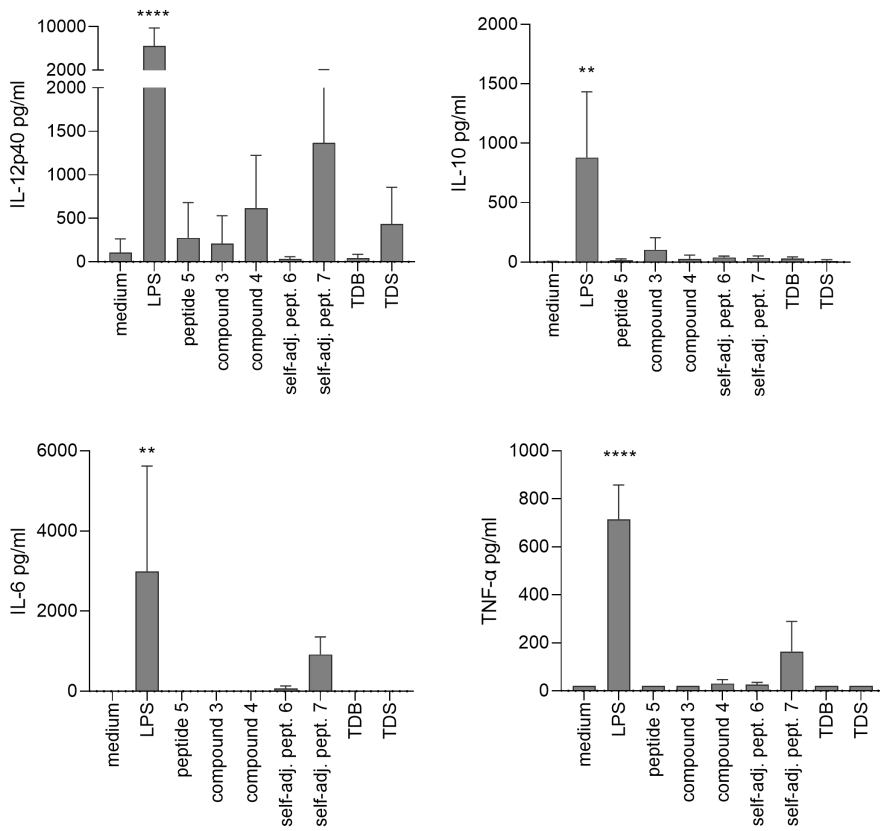 IL-12p40 pg/ml
10000
2000
2000
1500
1000
500
0
****
medium
LPS
peptide 5
compound 3
compound 4
self-adj. pept. 6
self-adj. pept. 7
TDB
TDS
IL-10 pg/ml
2000
1500
1000
500
0
**
medium
LPS
peptide 5
compound 3
compound 4
self-adj. pept. 6
self-adj. pept. 7
TDB
TDS
IL-6 pg/ml
6000
4000
2000
0
**
medium
LPS
peptide 5
compound 3
compound 4
self-adj. pept. 6
self-adj. pept. 7
TDB
TDS
TNF-α pg/ml
1000
800
600
400
200
0
****
medium
LPS
peptide 5
compound 3
compound 4
self-adj. pept. 6
self-adj. pept. 7
TDB
TDS